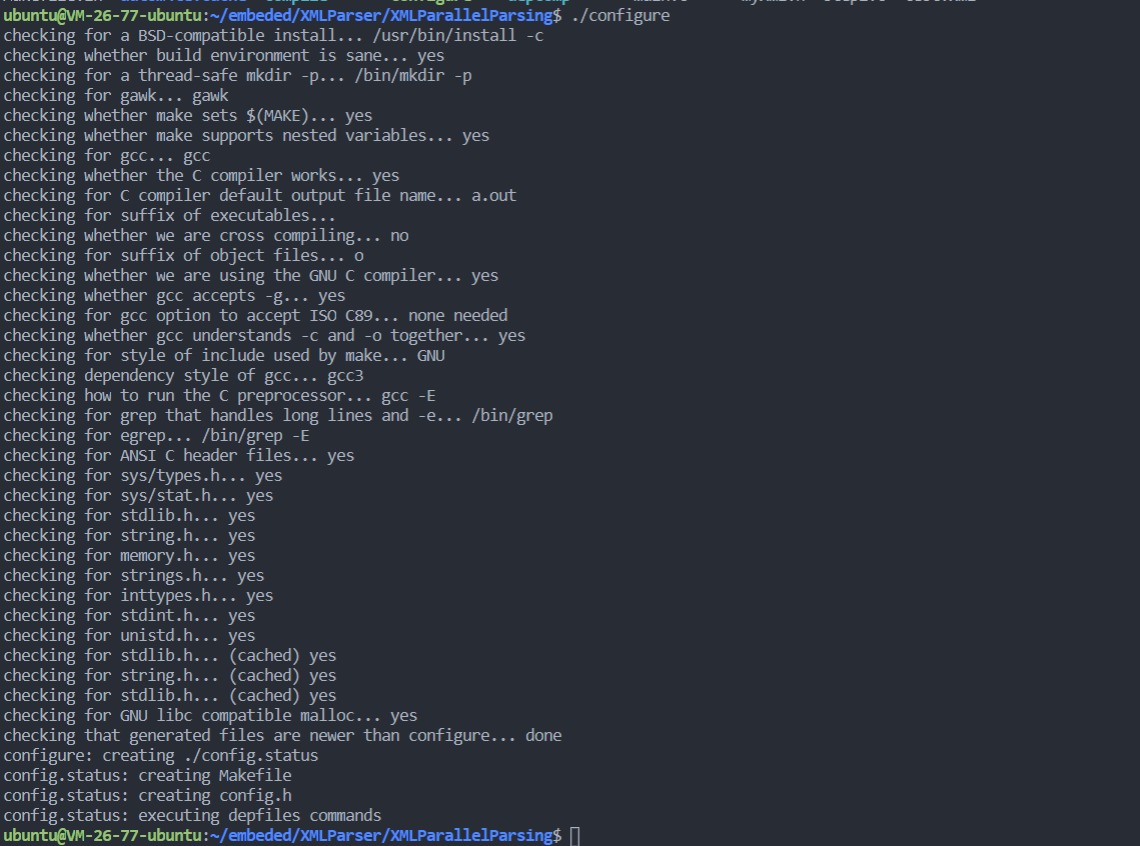 ubuntu@VM-26-77-ubuntu:~/embeded/XMLParser/XMLParallelParsing$ ./configure
checking for a BSD-compatible install... /usr/bin/install -c
checking whether build environment is sane... yes
checking for a thread-safe mkdir -p... /bin/mkdir -p
checking for gawk... gawk
checking whether make sets $(MAKE)... yes
checking whether make supports nested variables... yes
checking for gcc... gcc
checking whether the C compiler works... yes
checking for C compiler default output file name... a.out
checking for suffix of executables...
checking whether we are cross compiling... no
checking for suffix of object files... o
checking whether we are using the GNU C compiler... yes
checking whether gcc accepts -g... yes
checking for gcc option to accept ISO C89... none needed
checking whether gcc understands -c and -o together... yes
checking for style of include used by make... GNU
checking dependency style of gcc... gcc3
checking how to run the C preprocessor... gcc -E
checking for grep that handles long lines and -e... /bin/grep
checking for egrep... /bin/grep -E
checking for ANSI C header files... yes
checking for sys/types.h... yes
checking for sys/stat.h... yes
checking for stdlib.h... yes
checking for string.h... yes
checking for memory.h... yes
checking for strings.h... yes
checking for inttypes.h... yes
checking for stdint.h... yes
checking for unistd.h... yes
checking for stdlib.h... (cached) yes
checking for string.h... (cached) yes
checking for stdlib.h... (cached) yes
checking for GNU libc compatible malloc... yes
checking that generated files are newer than configure... done
configure: creating ./config.status
config.status: creating Makefile
config.status: creating config.h
config.status: executing depfiles commands
ubuntu@VM-26-77-ubuntu:~/embeded/XMLParser/XMLParallelParsing$